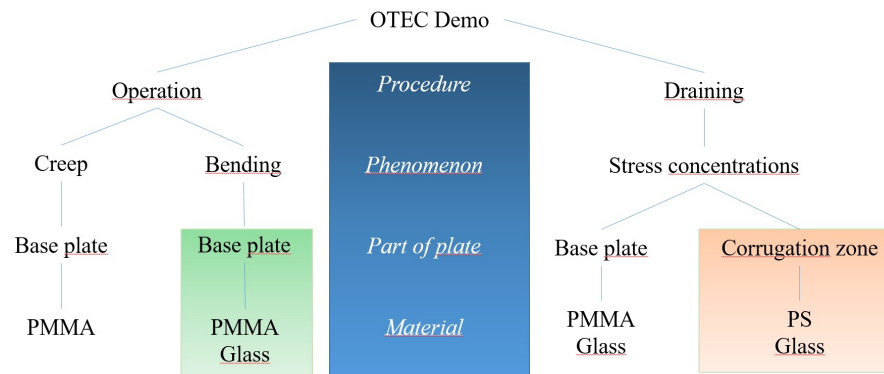 OTEC Demo
Operation
Procedure
Draining
Creep
Bending
Phenomenon
Stress concentrations
Base plate
Base plate
Part of plate
Base plate
Corrugation zone
PMMA
PMMA
Glass
Material
PMMA
Glass
PS
Glass